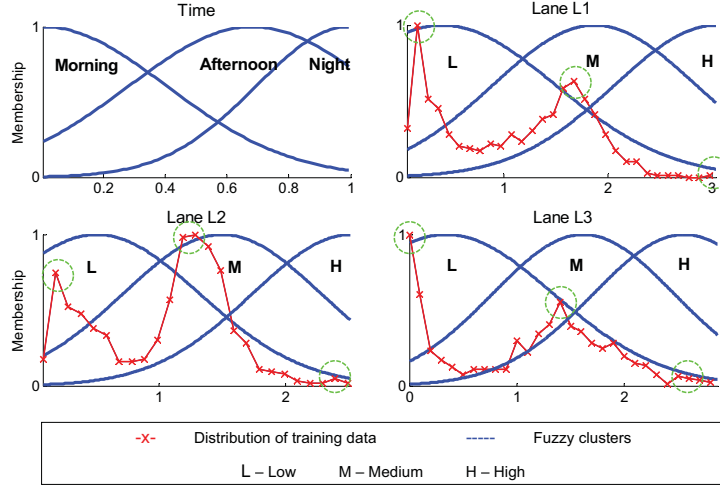 Time
Lane L1
1
Membership
Morning
Afternoon
Night
0
0.2
0.4
0.6
0.8
1
1
L
M
H
0
1
2
3
Lane L2
Lane L3
1
Membership
L
M
H
0
1
2
1
L
M
H
0
0
1
2
-x- Distribution of training data
Fuzzy clusters
L – Low
M – Medium
H – High